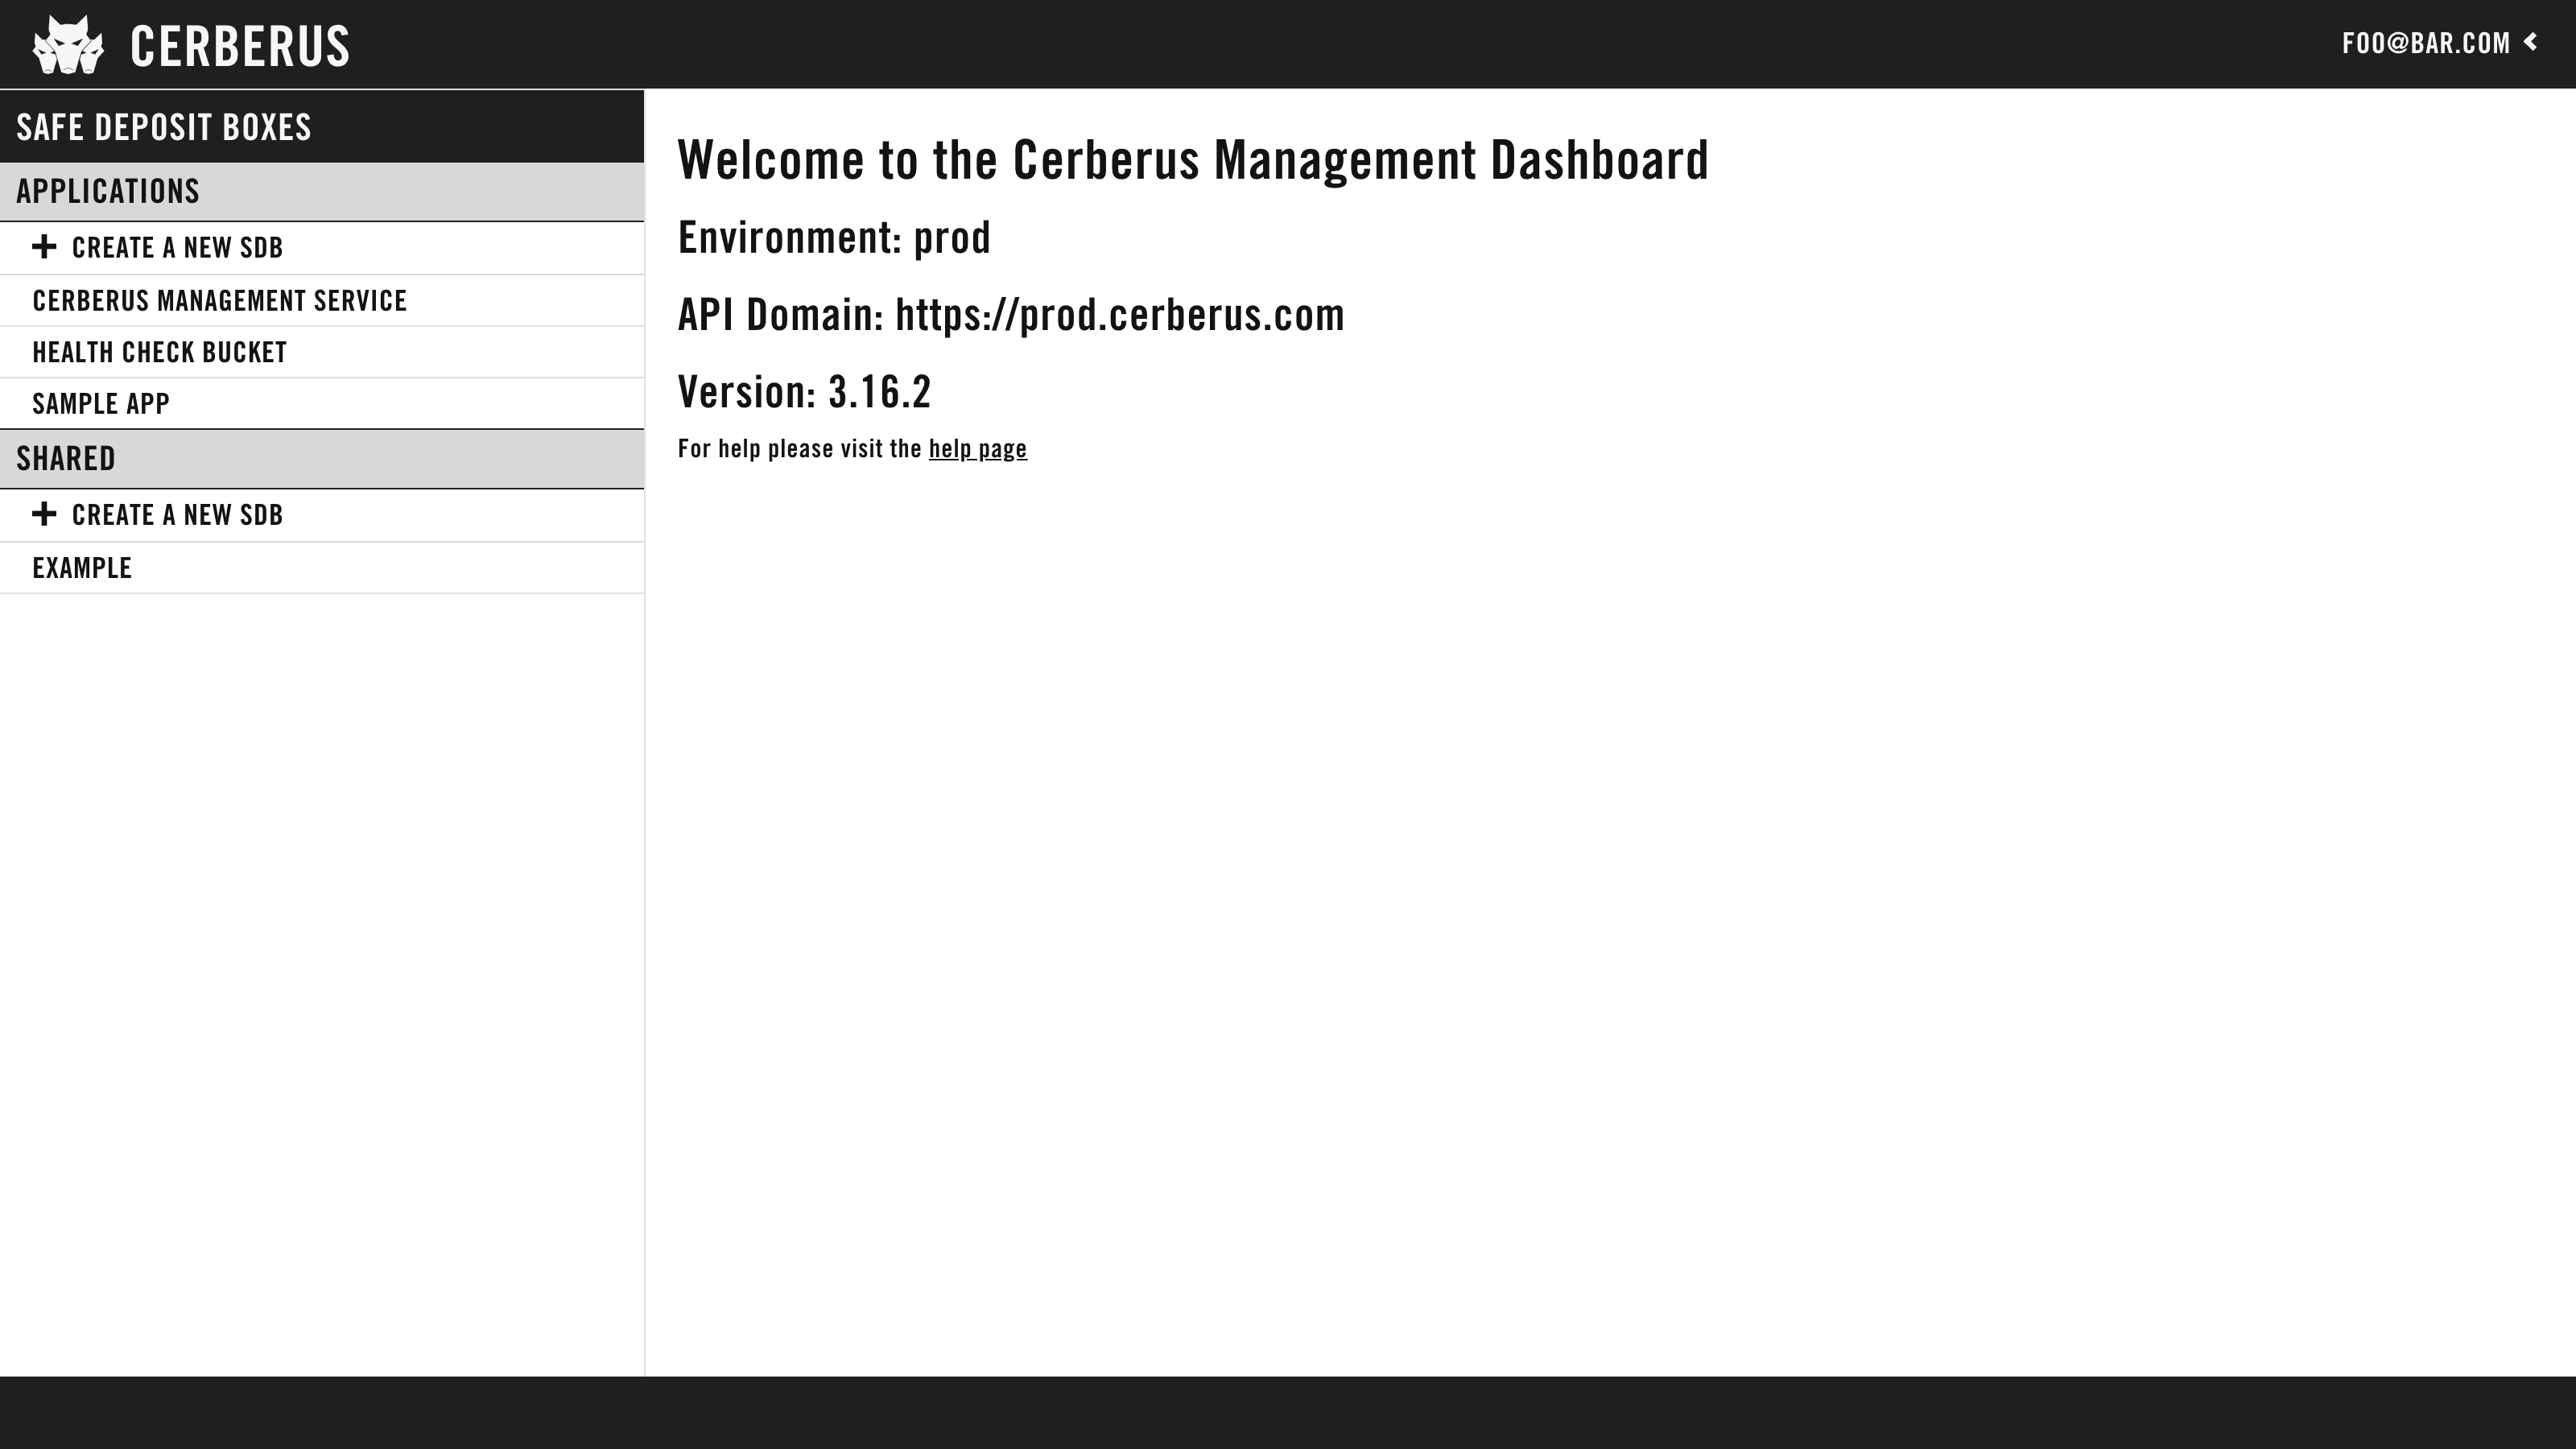 CERBERUS
FOO@BAR.COM
SAFE DEPOSIT BOXES
APPLICATIONS
CREATE A NEW SDB
CERBERUS MANAGEMENT SERVICE
HEALTH CHECK BUCKET
SAMPLE APP
SHARED
CREATE A NEW SDB
EXAMPLE
Welcome to the Cerberus Management Dashboard
Environment: prod
API Domain: https://prod.cerberus.com
Version: 3.16.2
For help please visit the help page